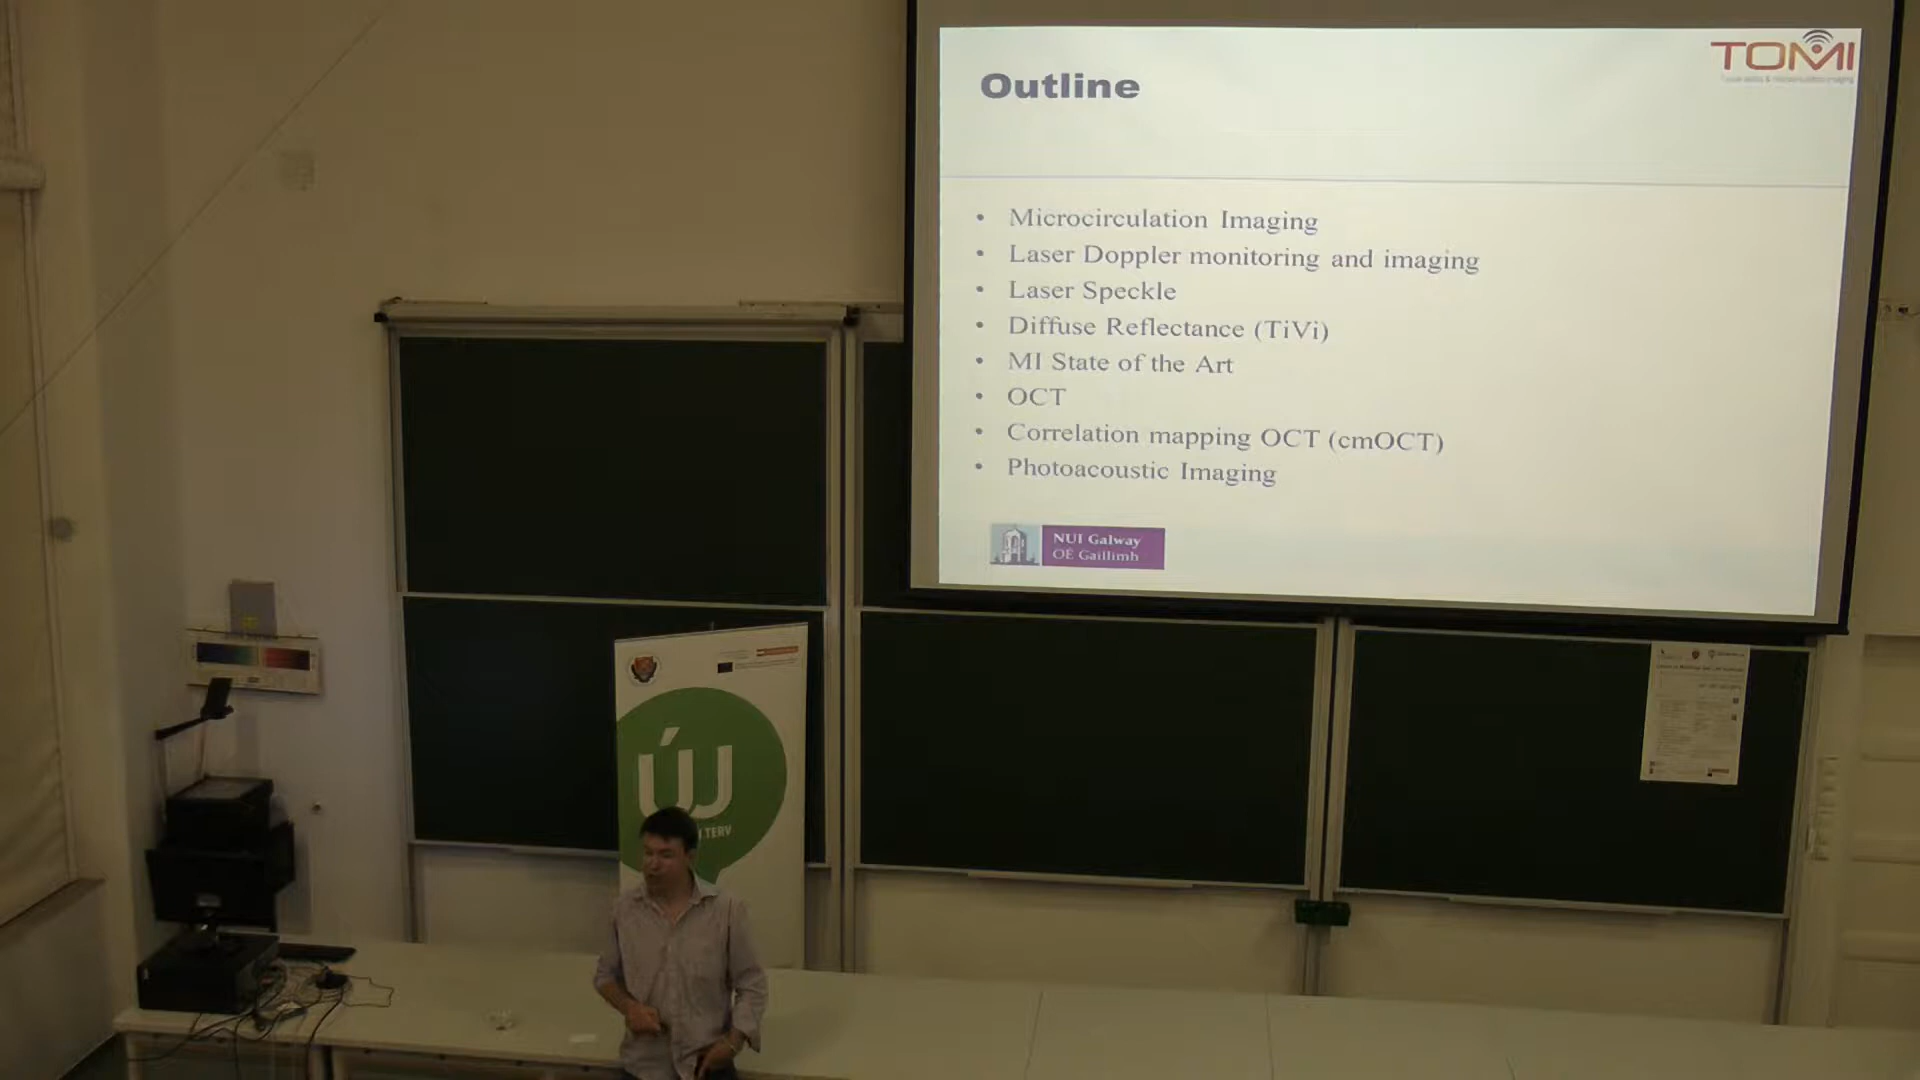 TOMI
Outline
• Microcirculation Imaging
• Laser Doppler monitoring and imaging
• Laser Speckle
• Diffuse Reflectance (TiVi)
• MI State of the Art
• OCT
• Correlation mapping OCT (cmOCT)
• Photoacoustic Imaging
NUI Galway
OÉ Gaillimh
ÚJ
TERV